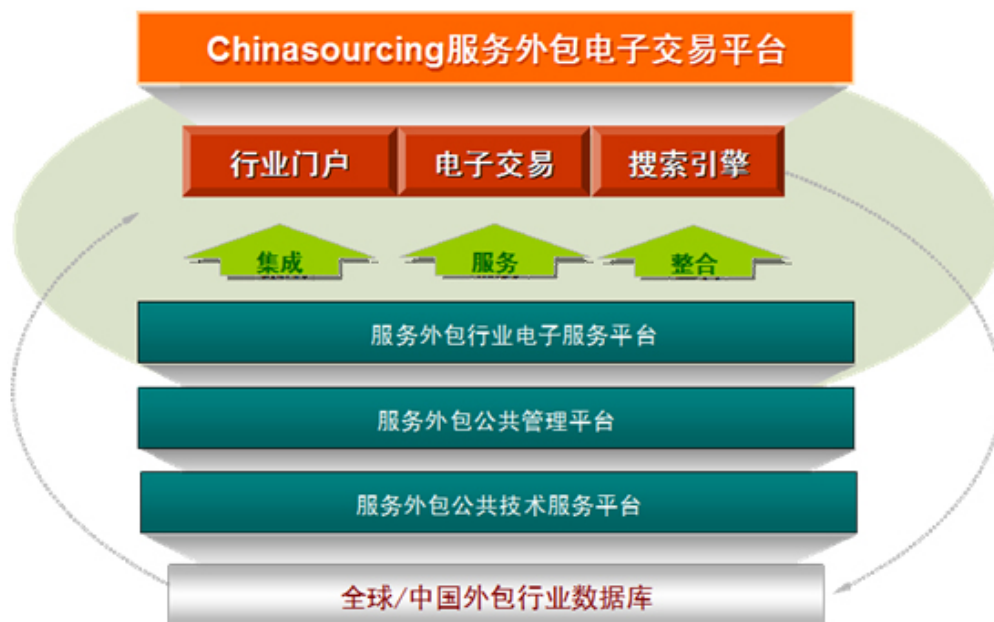 Chinasourcing服务外包电子交易平台
行业门户 电子交易 搜索引擎
集成 服务 整合
服务外包行业电子服务平台
服务外包公共管理平台
服务外包公共技术服务平台
全球/中国外包行业数据库